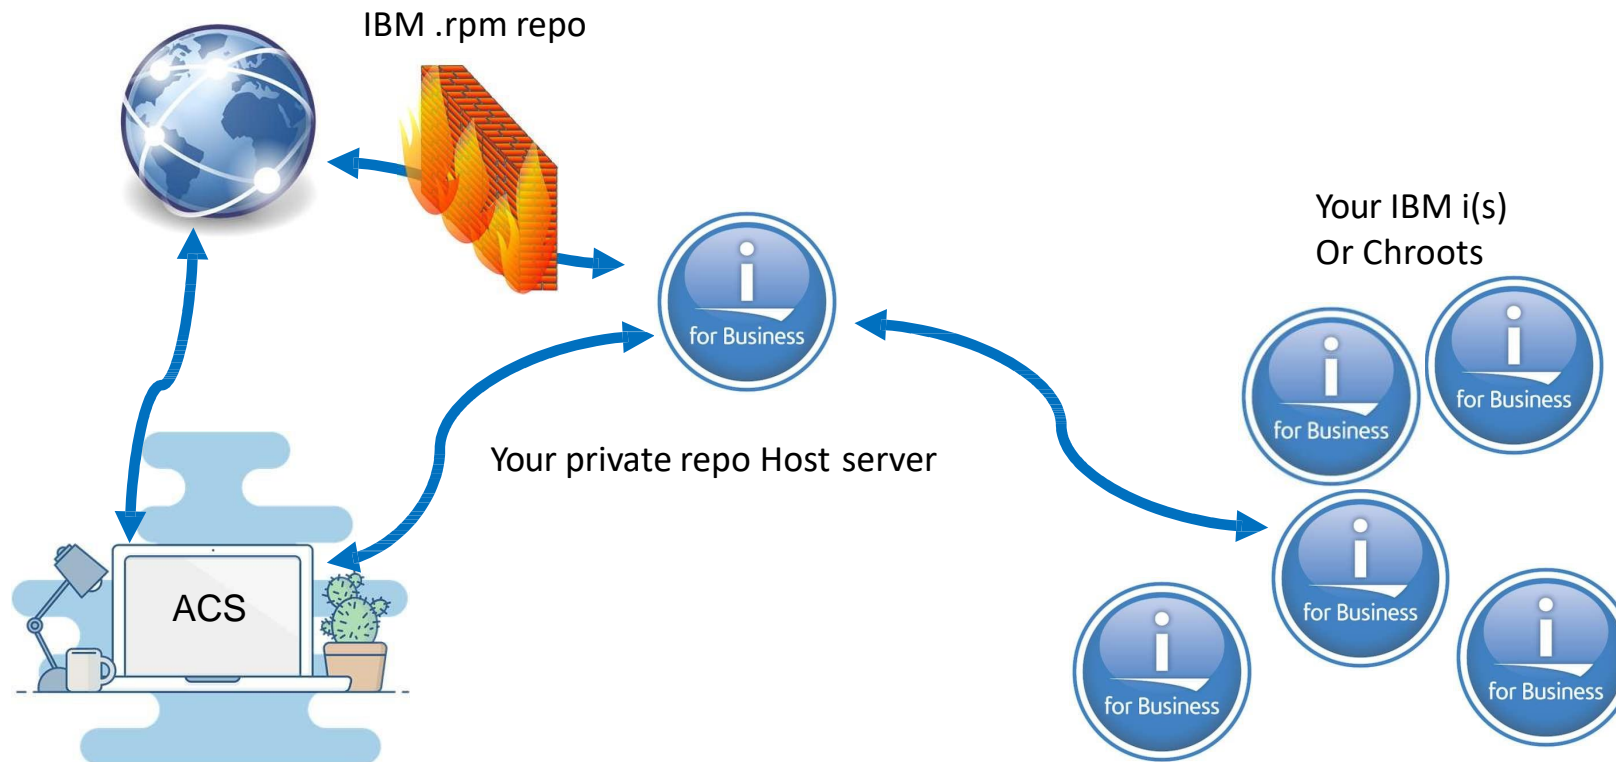 IBM .rpm repo
Your IBM i(s)
Or Chroots
i
for Business
i
for Business
i
for Business
Your private repo Host server
i
for Business
ACS
i
for Business
i
for Business